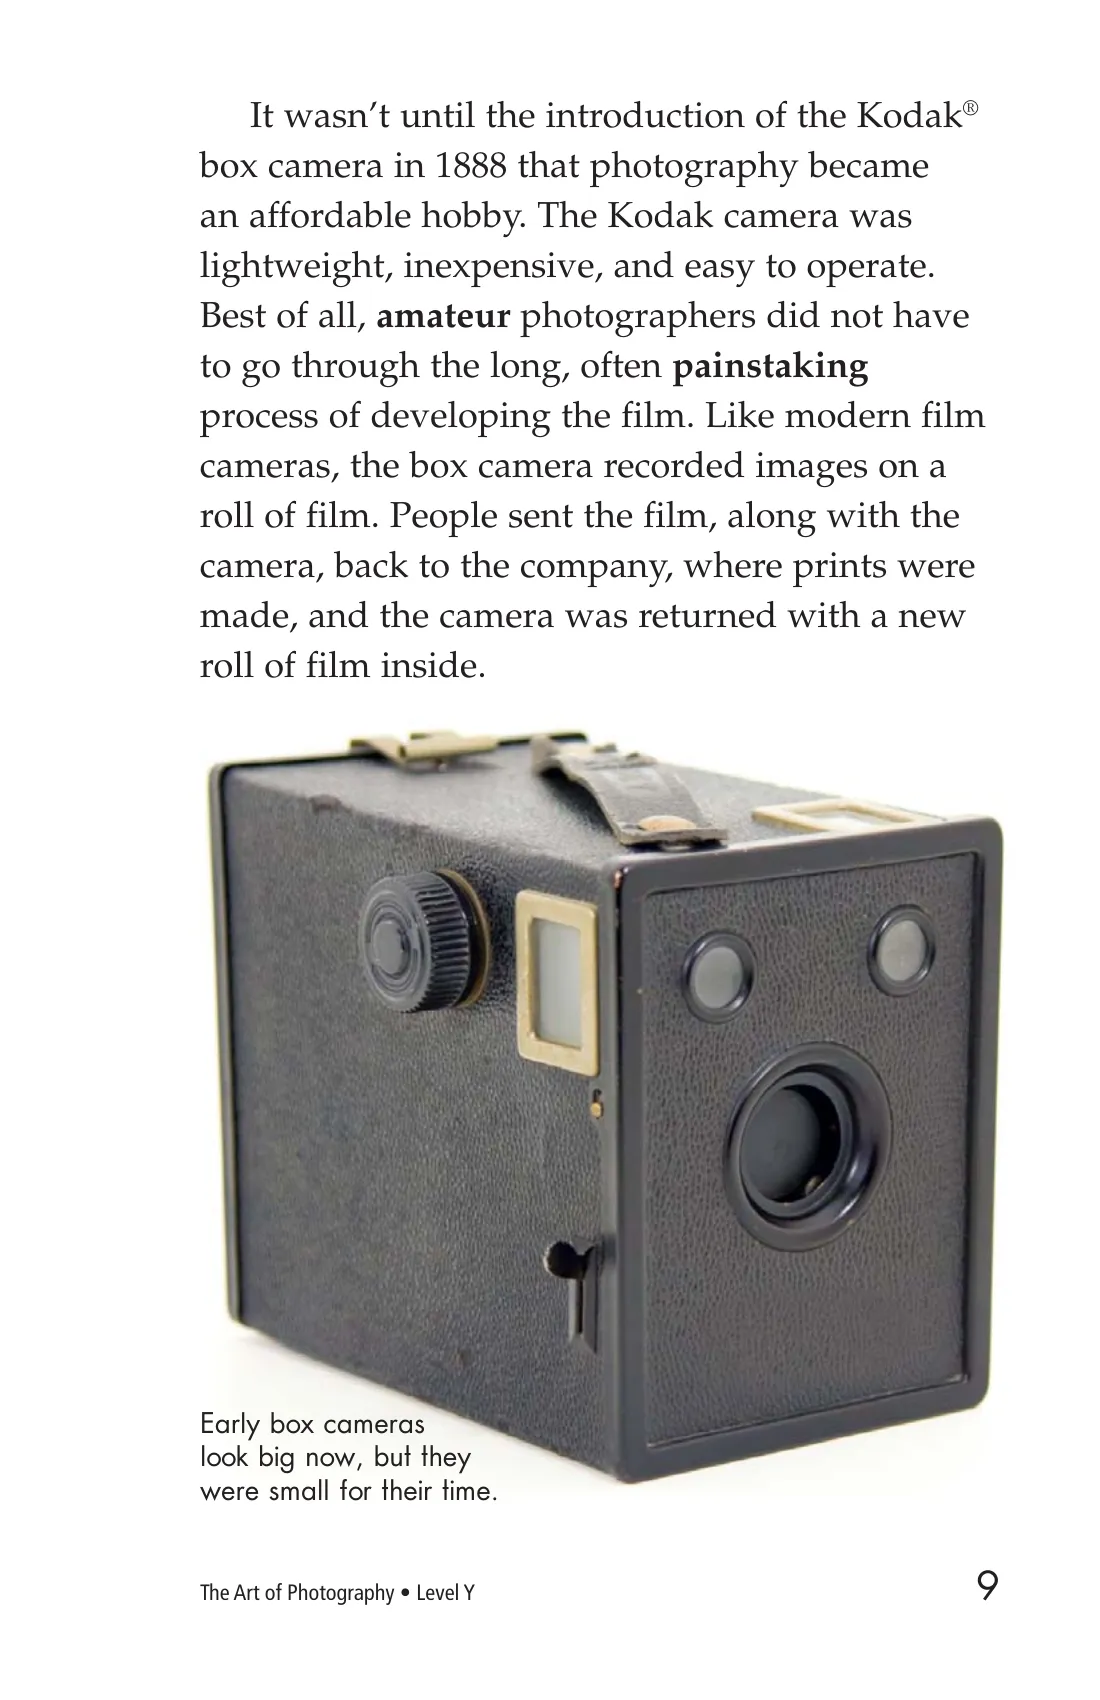 It wasn’t until the introduction of the Kodak®
box camera in 1888 that photography became
an affordable hobby. The Kodak camera was
lightweight, inexpensive, and easy to operate.
Best of all, amateur photographers did not have
to go through the long, often painstaking
process of developing the film. Like modern film
cameras, the box camera recorded images on a
roll of film. People sent the film, along with the
camera, back to the company, where prints were
made, and the camera was returned with a new
roll of film inside.
Early box cameras
look big now, but they
were small for their time.
The Art of Photography • Level Y
9